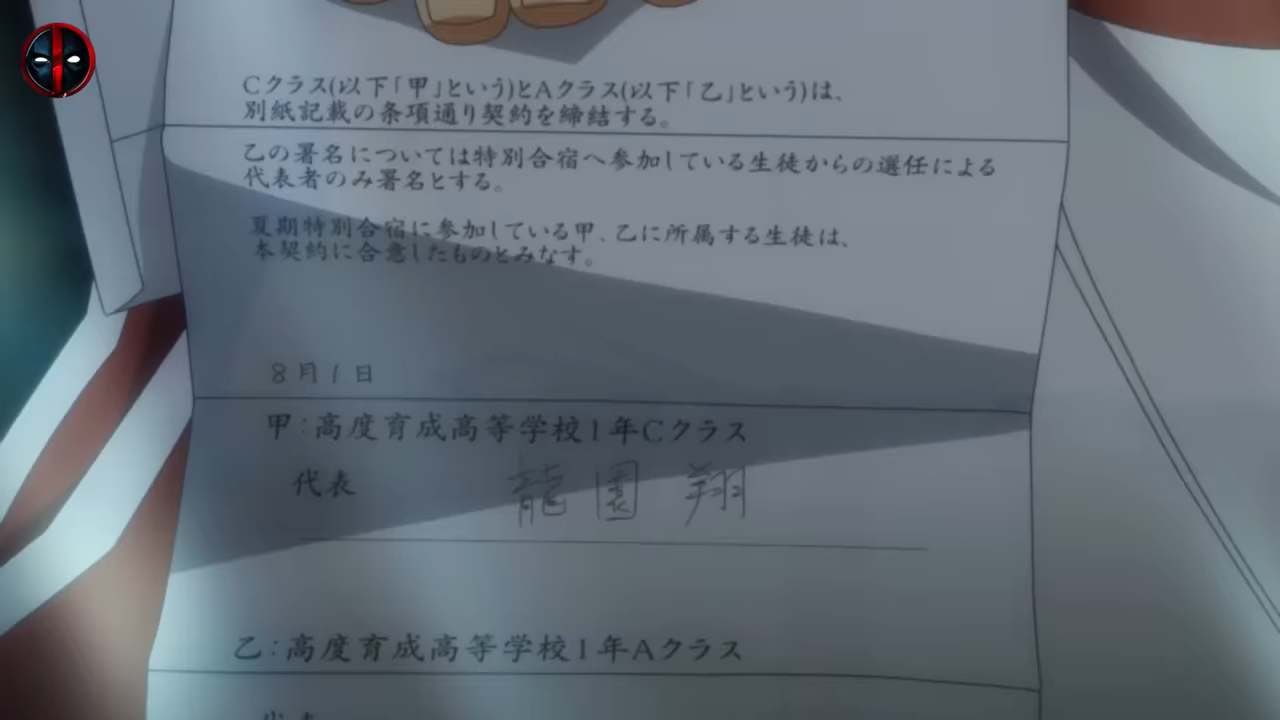 Cクラス(以下「甲」という)とAクラス(以下「乙」という)は、
別紙記載の条項通り契約を締結する。
乙の署名については特別合宿へ参加している生徒からの選任による
代表者のみ署名とする。
夏期特別合宿に参加している甲、乙に所属する生徒は、
本契約に合意したものとみなす。
8月1日
甲:高度育成高等学校1年Cクラス
代表 龍園 翔
乙:高度育成高等学校1年Aクラス